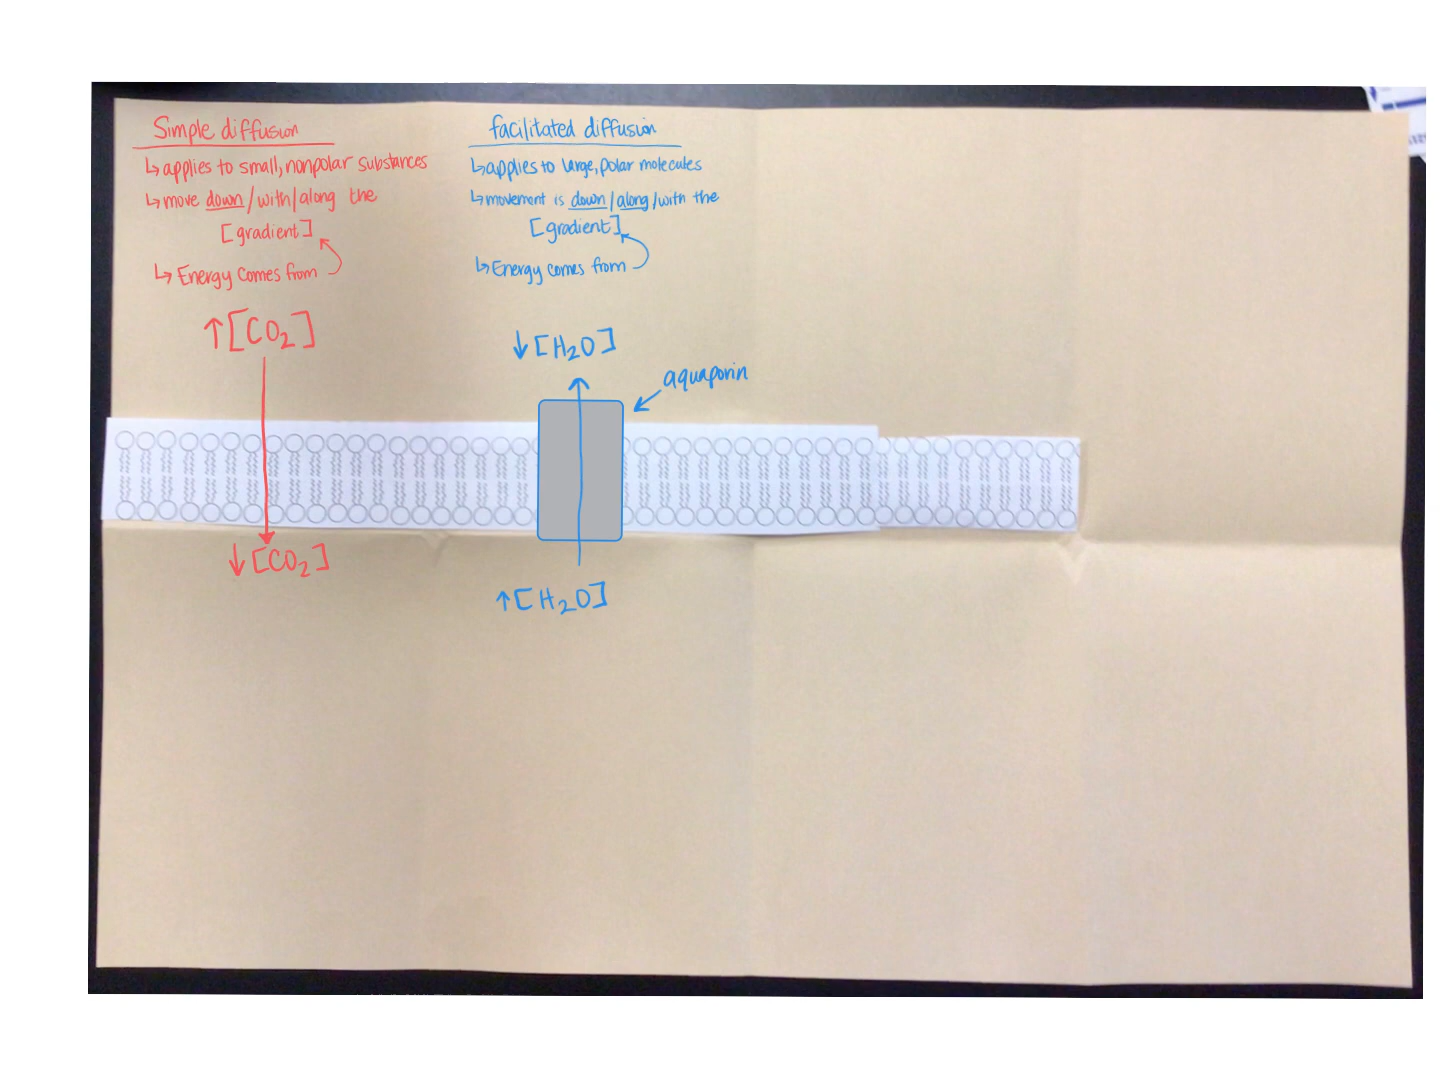 Simple diffusion
↳ applies to small, nonpolar substances
↳ move down/with/along the
[gradient]
↳ Energy comes from
↑[CO₂]
↓[CO₂]
facilitated diffusion
↳ applies to large, polar molecules
↳ movement is down/along/with the
[gradient]
↳ Energy comes from
↓[H₂O]
aquaporin
↑[H₂O]